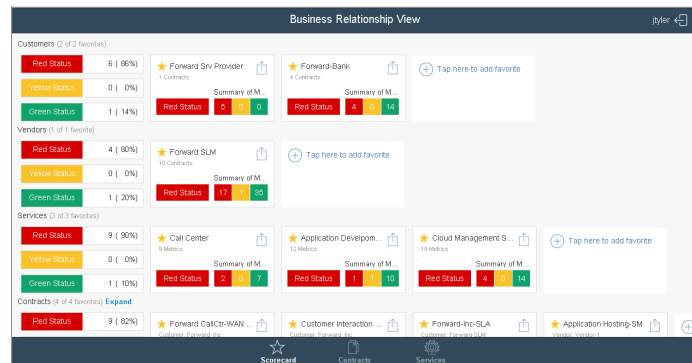 Business Relationship View
jtyler
Customers (2 of 2 favorites)
Red Status 6 ( 86%)
Yellow Status 0 ( 0%)
Green Status 1 ( 14%)
Forward Srv Provider
1 Contracts
Summary of M...
Red Status 5 0 0
Forward-Bank
4 Contracts
Summary of M...
Red Status 4 0 14
Tap here to add favorite
Vendors (1 of 1 favorite)
Red Status 4 ( 80%)
Yellow Status 0 ( 0%)
Green Status 1 ( 20%)
Forward SLM
10 Contracts
Summary of M...
Red Status 17 1 35
Tap here to add favorite
Services (3 of 3 favorites)
Red Status 9 ( 90%)
Yellow Status 0 ( 0%)
Green Status 1 ( 10%)
Call Center
9 Metrics
Summary of M...
Red Status 2 0 7
Application Develpom...
12 Metrics
Summary of M...
Red Status 1 1 10
Cloud Management S...
18 Metrics
Summary of M...
Red Status 4 0 14
Tap here to add favorite
Contracts (4 of 4 favorites) Expand
Red Status 9 ( 82%)
Forward CallCtr-WAN ...
Customer: Forward, Inc
Customer Interaction ...
Customer: Forward, Inc
Forward-Inc-SLA
Customer: Forward SLM
Application Hosting-SM
Vendor: Vendor-1
Scorecard
Contracts
Services